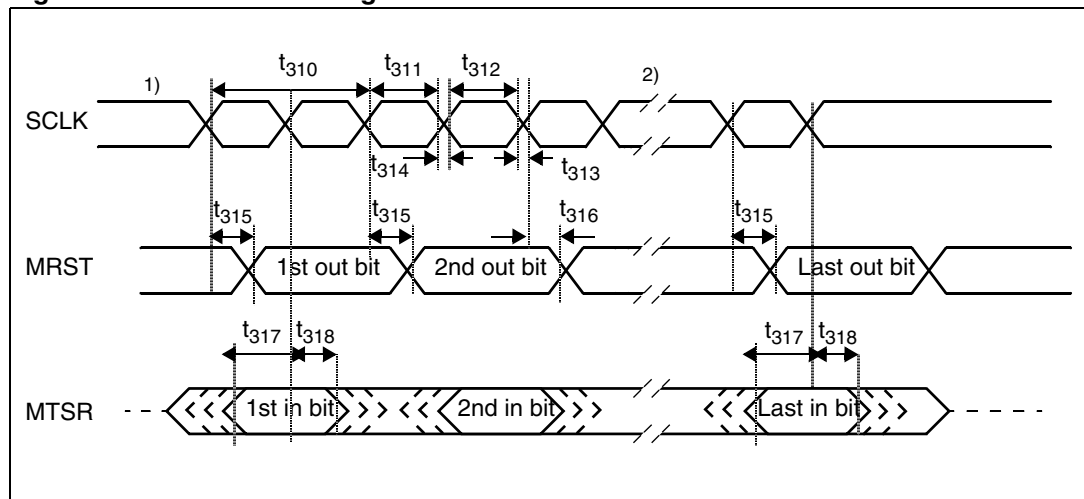 1)
t310
t311
t312
2)
SCLK
t314
t313
t315
t315
t316
t315
MRST
1st out bit
2nd out bit
Last out bit
t317
t318
t317
t318
MTSR
1st in bit
2nd in bit
Last in bit